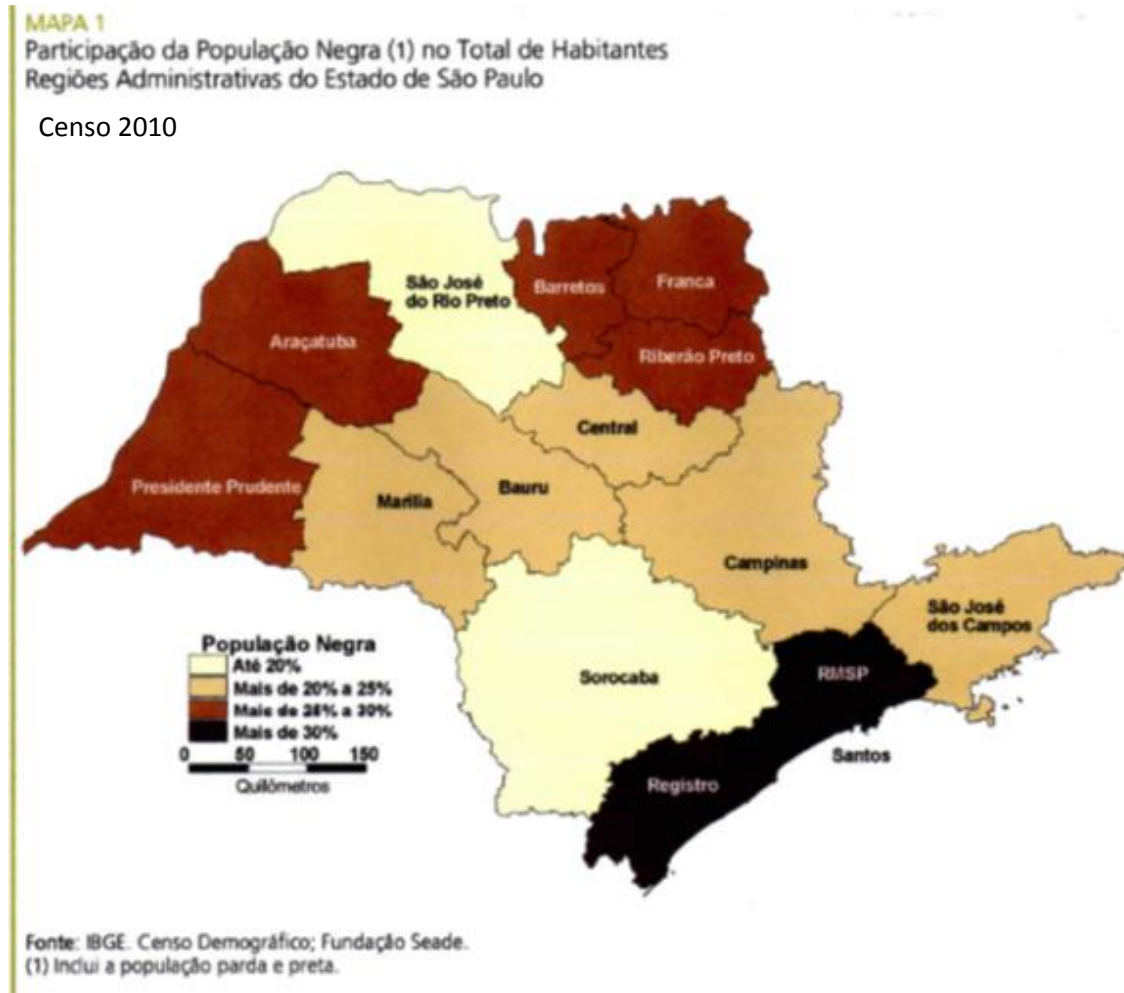 MAPA 1
Participação da População Negra (1) no Total de Habitantes
Regiões Administrativas do Estado de São Paulo
Censo 2010
São José
do Rio Preto
Barretos
Franca
Araçatuba
Riberão Preto
Central
Presidente Prudente
Marília
Bauru
Campinas
São José
dos Campos
População Negra
Até 20%
Mais de 20% a 25%
Mais de 25% a 30%
Mais de 30%
0 50 100 150
Quilômetros
Sorocaba
RMSP
Santos
Registro
Fonte: IBGE. Censo Demográfico; Fundação Seade.
(1) Inclui a população parda e preta.